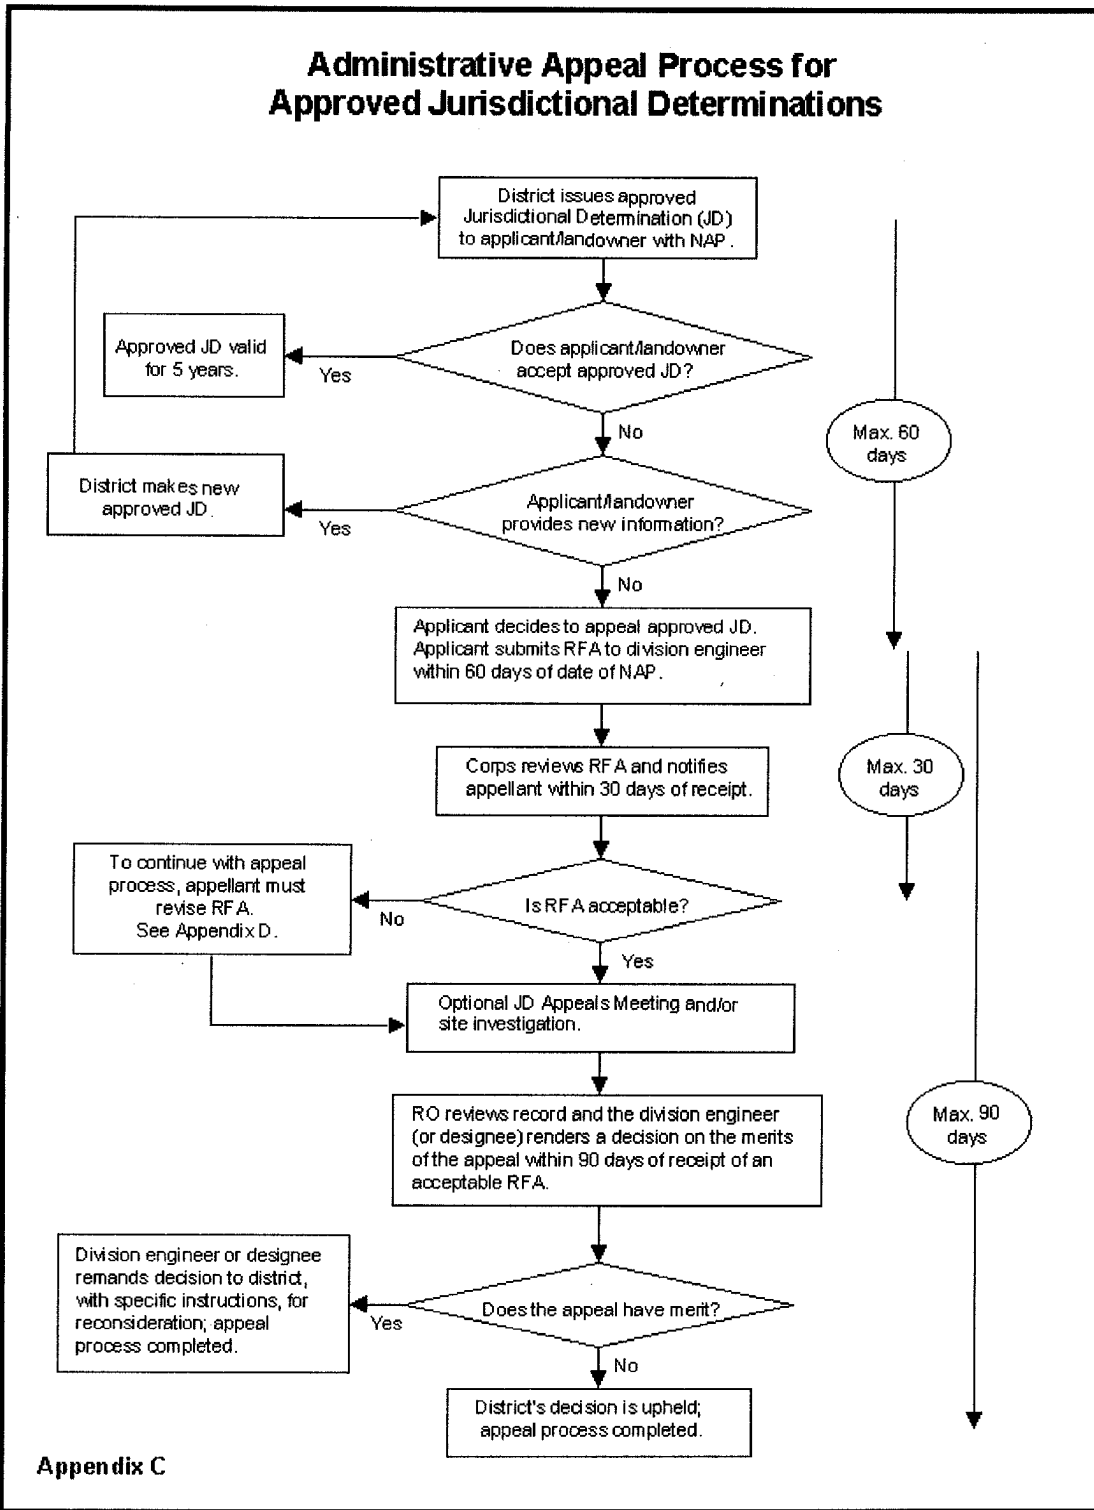 Administrative Appeal Process for
Approved Jurisdictional Determinations
District issues approved
Jurisdictional Determination (JD)
to applicant/landowner with NAP.
Does applicant/landowner
accept approved JD?
Yes
Approved JD valid
for 5 years.
No
Max. 60
days
Applicant/landowner
provides new information?
Yes
District makes new
approved JD.
No
Applicant decides to appeal approved JD.
Applicant submits RFA to division engineer
within 60 days of date of NAP.
Corps reviews RFA and notifies
appellant within 30 days of receipt.
Max. 30
days
Is RFA acceptable?
No
To continue with appeal
process, appellant must
revise RFA.
See Appendix D.
Yes
Optional JD Appeals Meeting and/or
site investigation.
RO reviews record and the division engineer
(or designee) renders a decision on the merits
of the appeal within 90 days of receipt of an
acceptable RFA.
Max. 90
days
Does the appeal have merit?
Yes
Division engineer or designee
remands decision to district,
with specific instructions, for
reconsideration; appeal
process completed.
No
District's decision is upheld;
appeal process completed.
Appendix C